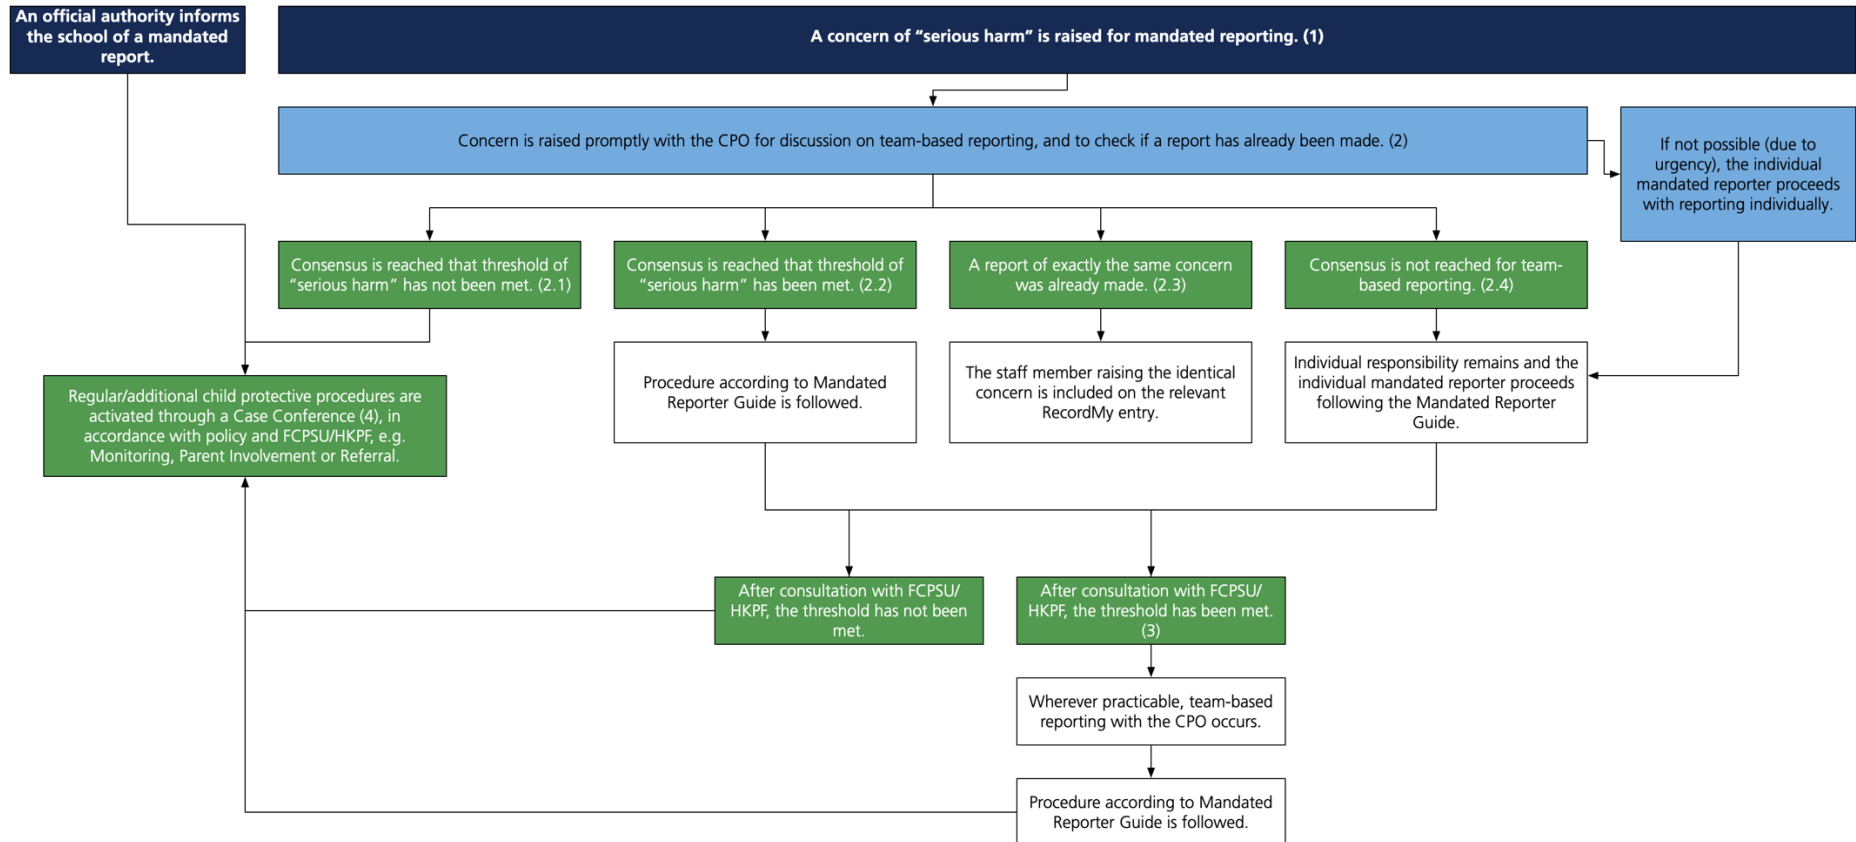 An official authority informs
the school of a mandated
report.
A concern of “serious harm” is raised for mandated reporting. (1)
Concern is raised promptly with the CPO for discussion on team-based reporting, and to check if a report has already been made. (2)
If not possible (due to
urgency), the individual
mandated reporter proceeds
with reporting individually.
Consensus is reached that threshold of
“serious harm” has not been met. (2.1)
Consensus is reached that threshold of
“serious harm” has been met. (2.2)
A report of exactly the same concern
was already made. (2.3)
Consensus is not reached for team-
based reporting. (2.4)
Procedure according to Mandated
Reporter Guide is followed.
The staff member raising the identical
concern is included on the relevant
RecordMy entry.
Individual responsibility remains and the
individual mandated reporter proceeds
following the Mandated Reporter
Guide.
Regular/additional child protective procedures are
activated through a Case Conference (4), in
accordance with policy and FCPSU/HKPF, e.g.
Monitoring, Parent Involvement or Referral.
After consultation with FCPSU/
HKPF, the threshold has not been
met.
After consultation with FCPSU/
HKPF, the threshold has been met.
(3)
Wherever practicable, team-based
reporting with the CPO occurs.
Procedure according to Mandated
Reporter Guide is followed.